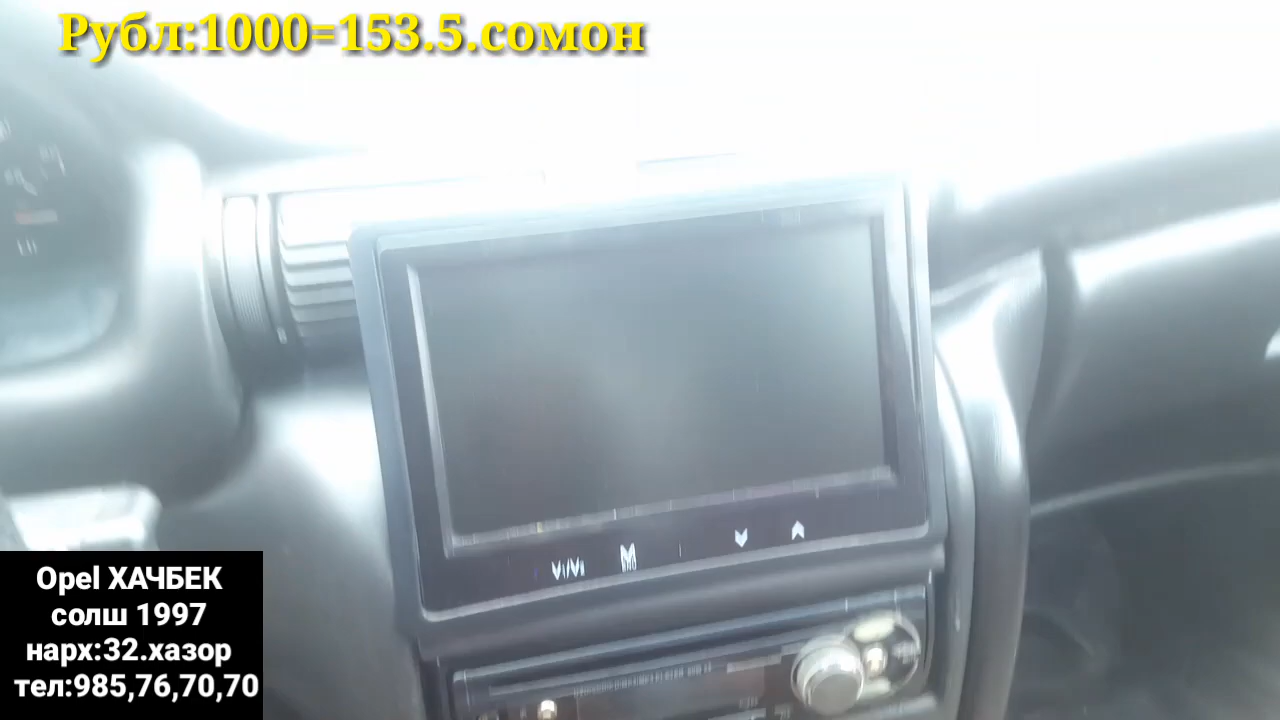 Рубл:1000=153.5.сомон
Opel ХАЧБЕК
солш 1997
нарх:32.хазор
тел:985,76,70,70